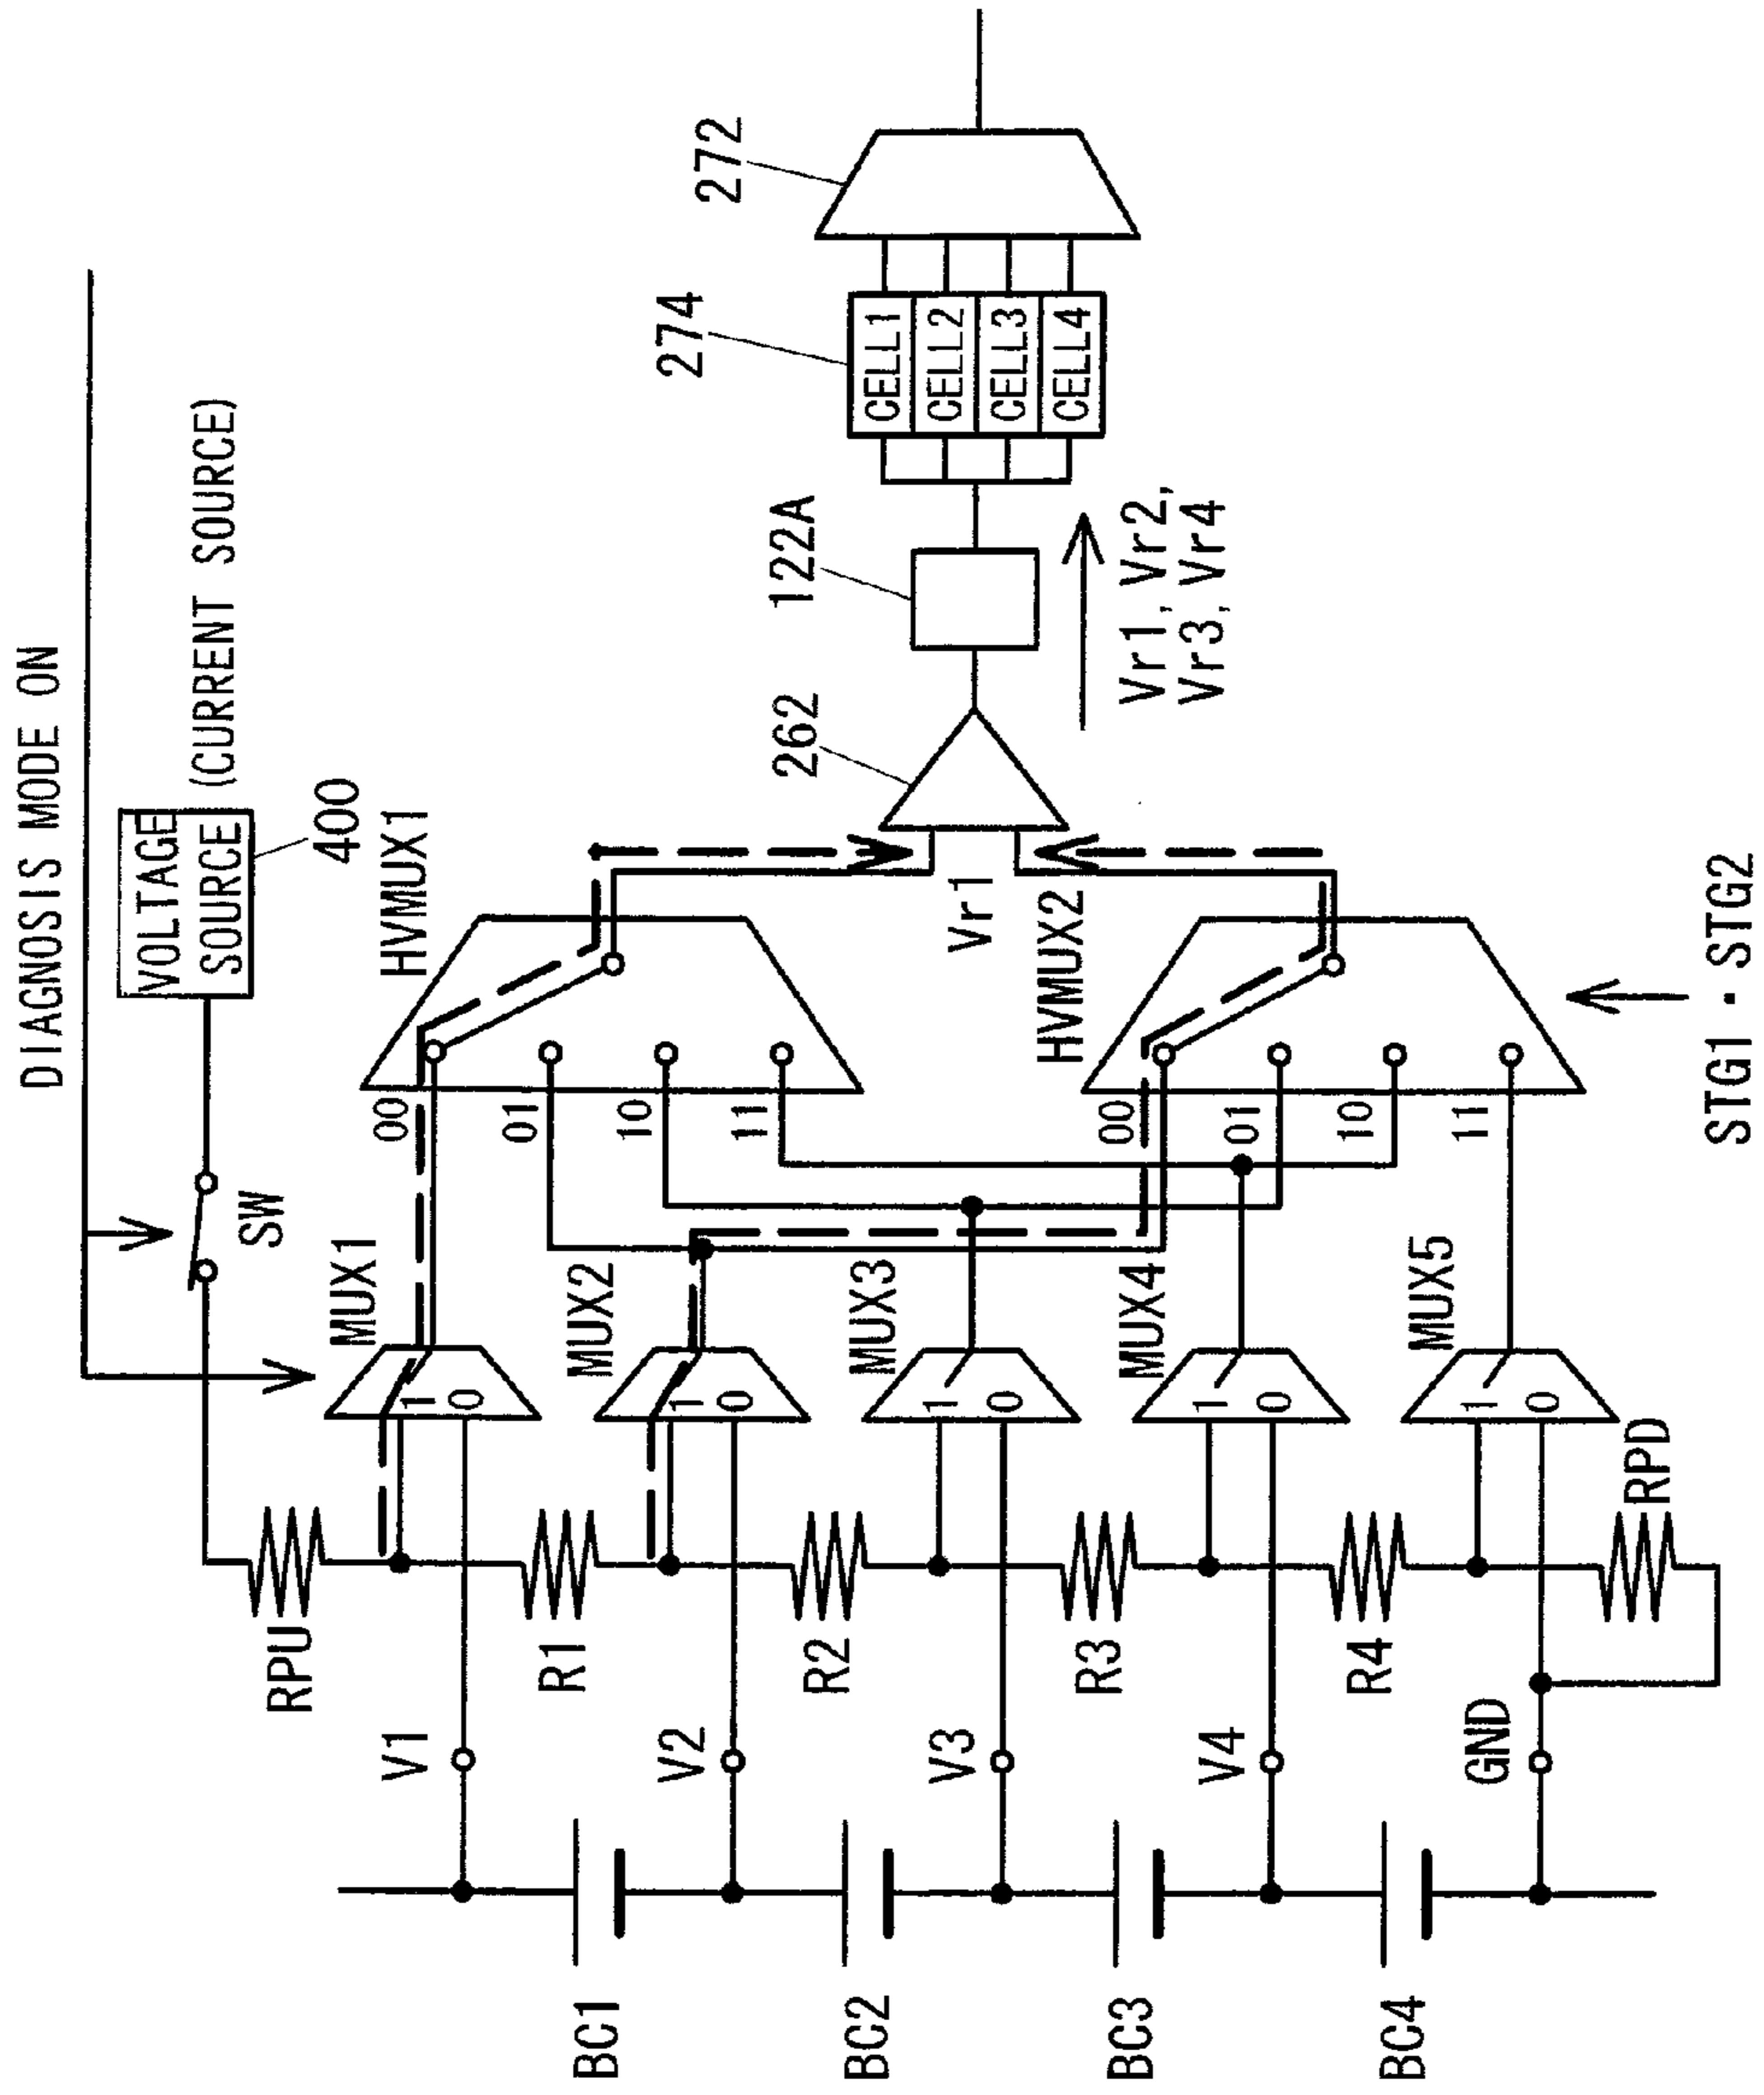 DIAGNOSIS MODE ON
VOLTAGE
SOURCE
(CURRENT SOURCE)
400
SW
HVMUX1
MUX1
1
0
00
01
10
11
RPU
V1
BC1
R1
MUX2
1
0
V2
BC2
R2
MUX3
1
0
V3
BC3
R3
MUX4
1
0
V4
BC4
R4
MUX5
1
0
GND
RPD
HVMUX2
00
01
10
11
Vr1
STG1 · STG2
262
122A
Vr1, Vr2,
Vr3, Vr4
274
CELL1
CELL2
CELL3
CELL4
272